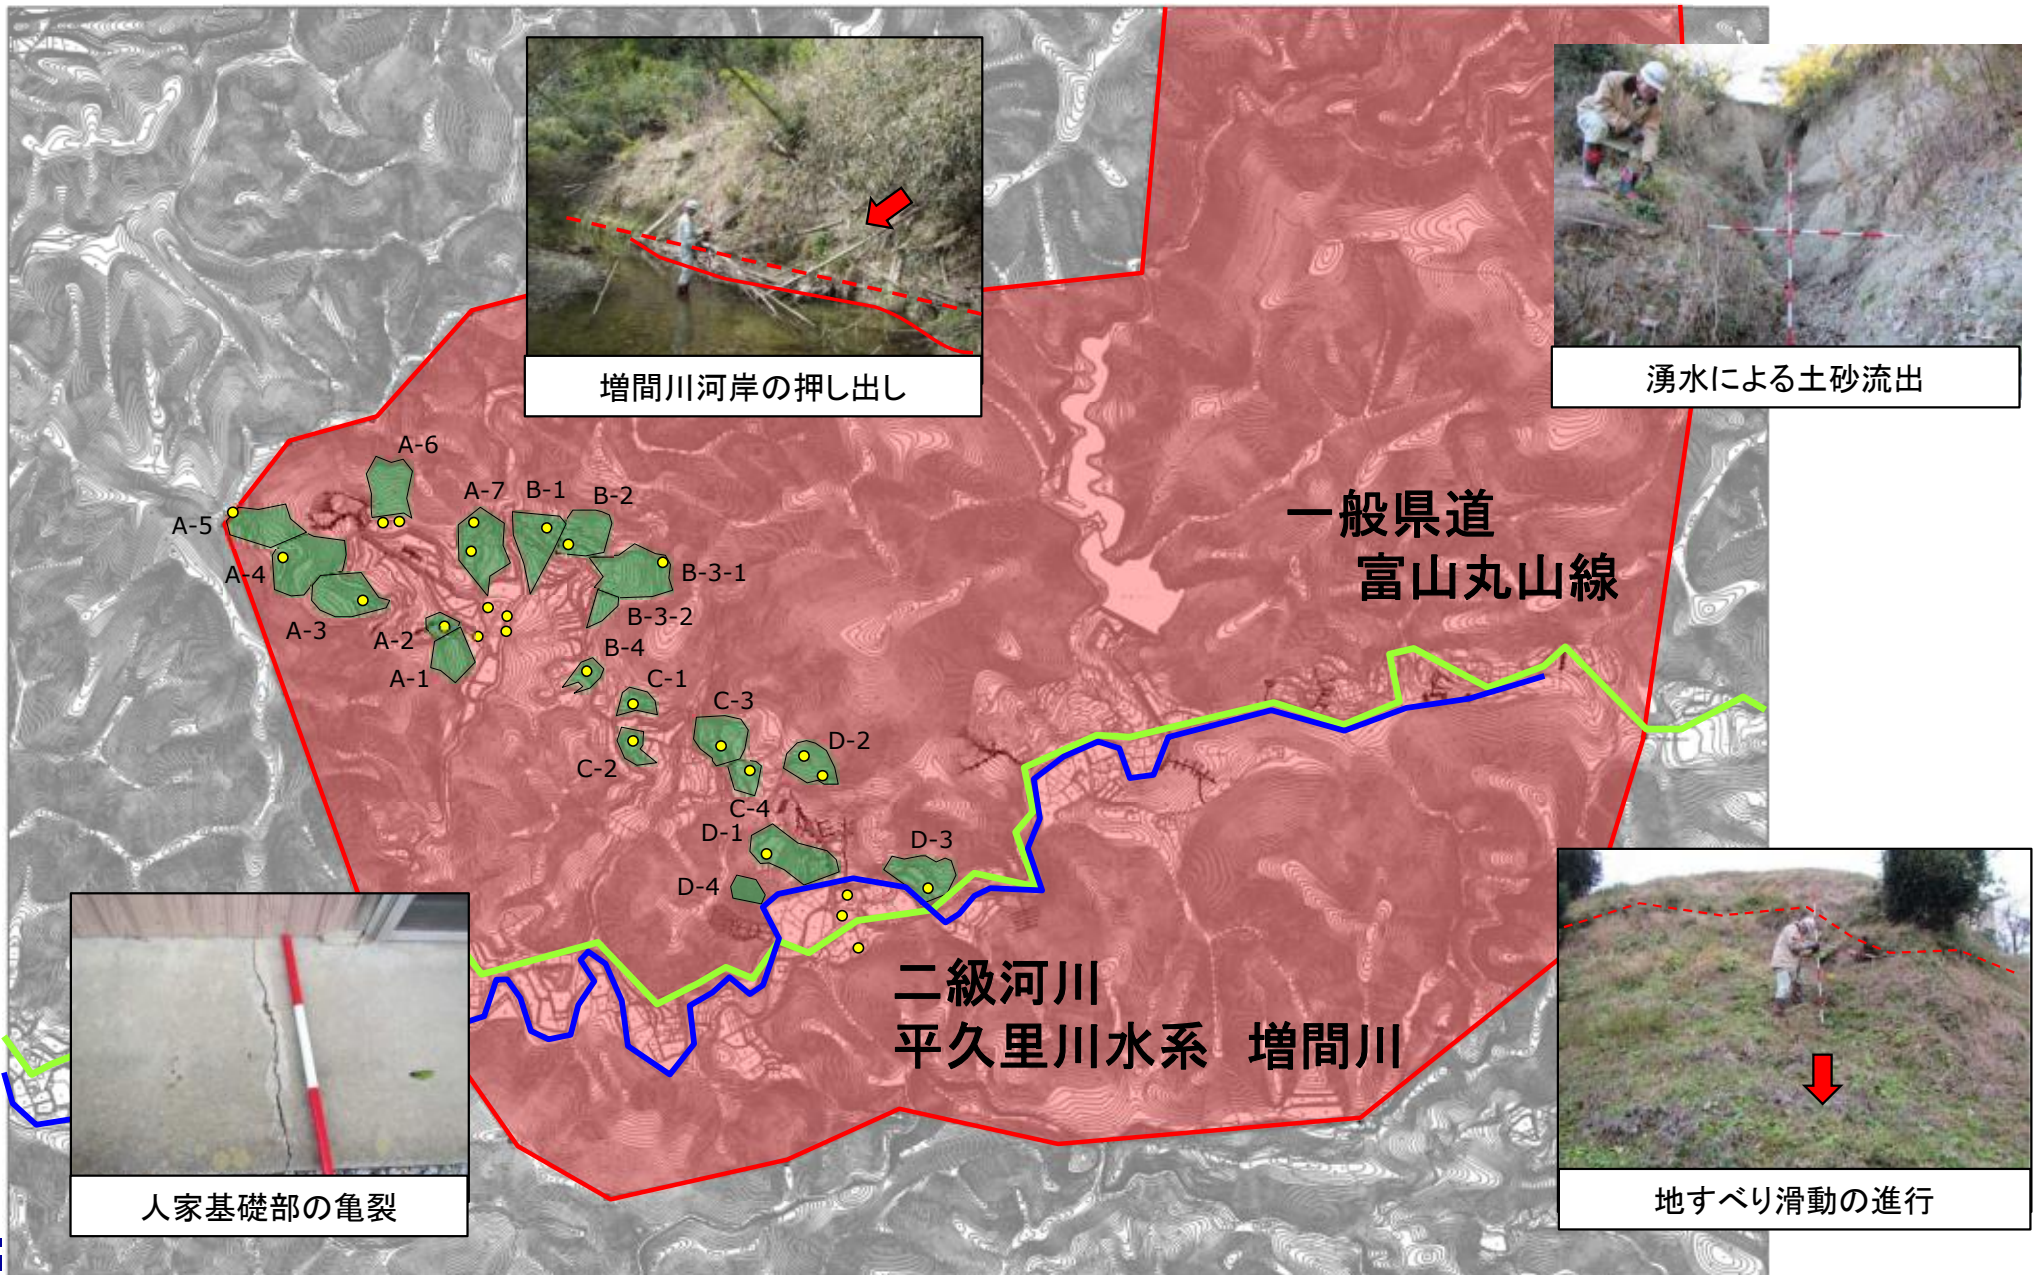 増間川河岸の押し出し
湧水による土砂流出
A-6
A-7
B-1
B-2
A-5
A-4
B-3-1
A-3
A-2
B-3-2
A-1
B-4
C-1
C-3
C-2
D-2
C-4
D-1
D-3
D-4
一般県道
富山丸山線
二級河川
平久里川水系 増間川
人家基礎部の亀裂
地すべり滑動の進行